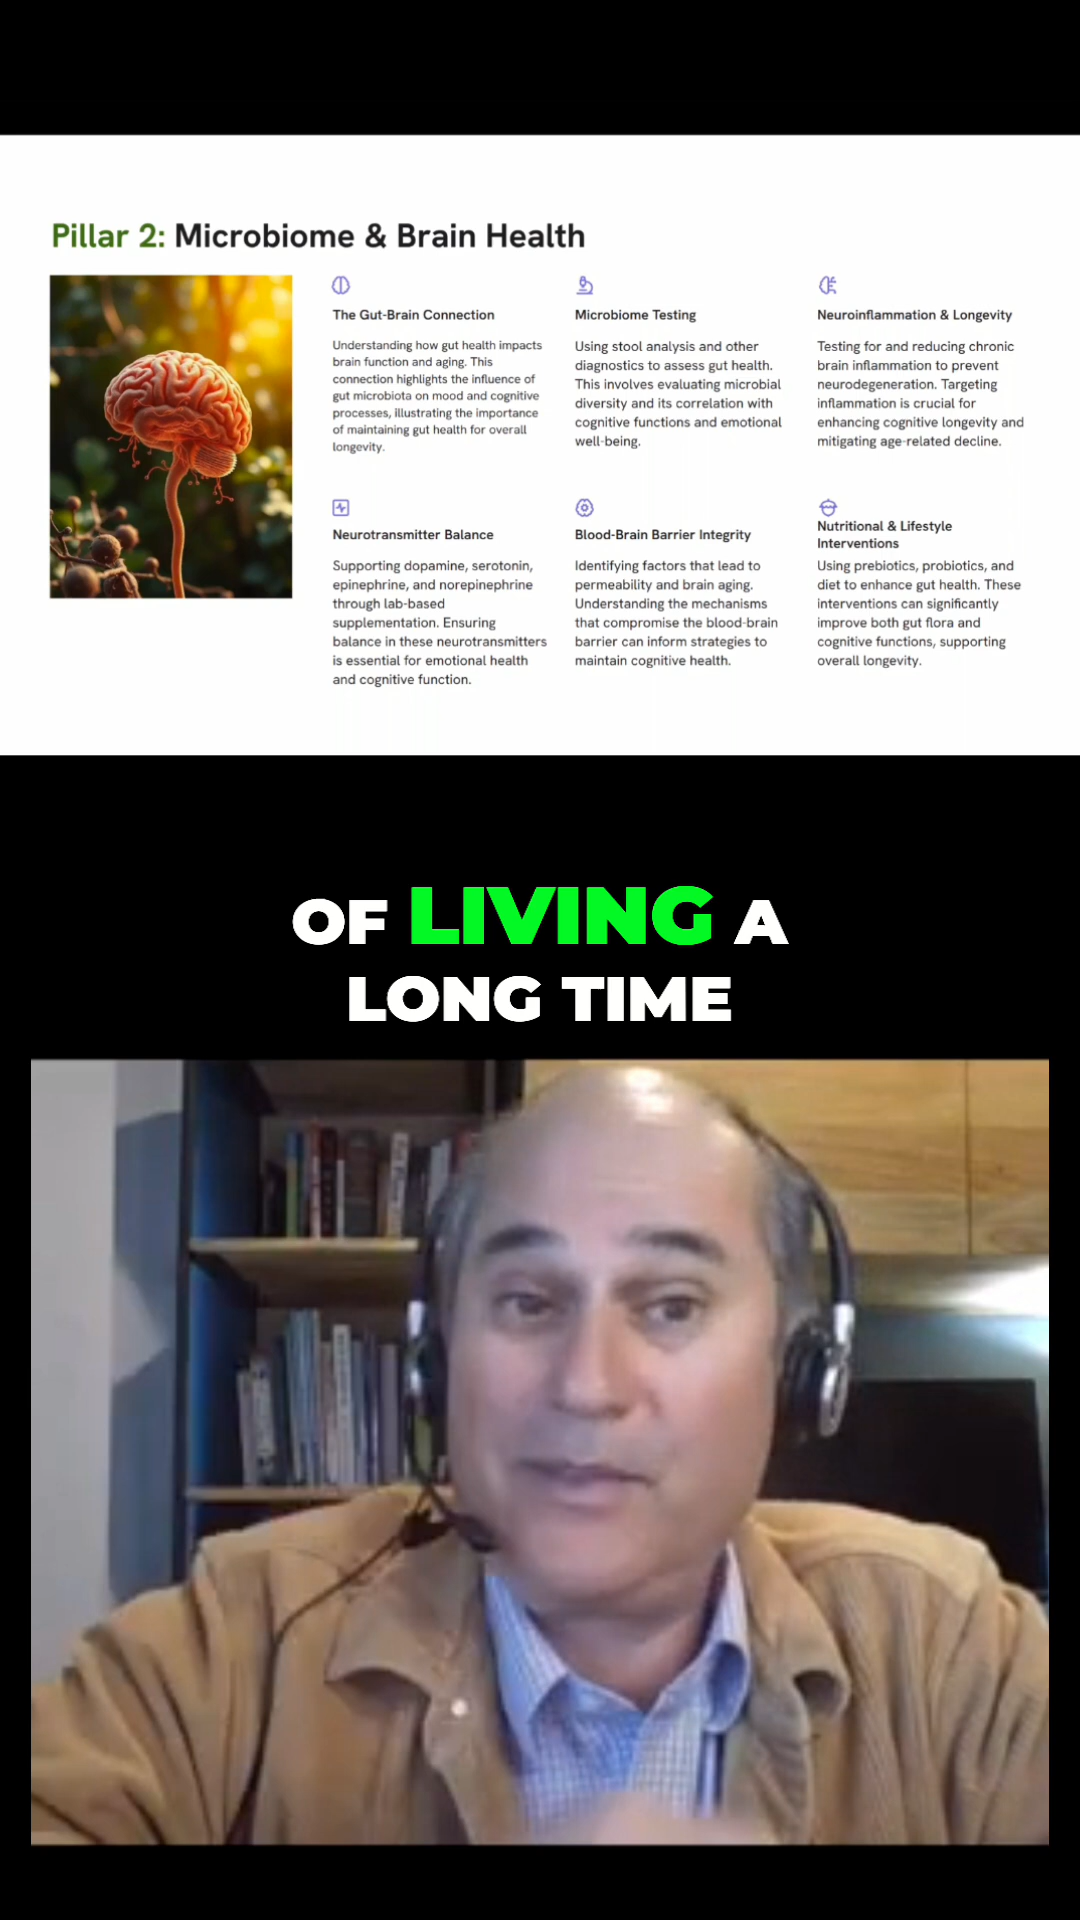 Pillar 2: Microbiome & Brain Health
The Gut-Brain Connection
Understanding how gut health impacts
brain function and aging. This
connection highlights the influence of
gut microbiota on mood and cognitive
processes, illustrating the importance
of maintaining gut health for overall
longevity.
Microbiome Testing
Using stool analysis and other
diagnostics to assess gut health.
This involves evaluating microbial
diversity and its correlation with
cognitive functions and emotional
well-being.
Neuroinflammation & Longevity
Testing for and reducing chronic
brain inflammation to prevent
neurodegeneration. Targeting
inflammation is crucial for
enhancing cognitive longevity and
mitigating age-related decline.
Neurotransmitter Balance
Supporting dopamine, serotonin,
epinephrine, and norepinephrine
through lab-based
supplementation. Ensuring
balance in these neurotransmitters
is essential for emotional health
and cognitive function.
Blood-Brain Barrier Integrity
Identifying factors that lead to
permeability and brain aging.
Understanding the mechanisms
that compromise the blood-brain
barrier can inform strategies to
maintain cognitive health.
Nutritional & Lifestyle
Interventions
Using prebiotics, probiotics, and
diet to enhance gut health. These
interventions can significantly
improve both gut flora and
cognitive functions, supporting
overall longevity.
OF LIVING A
LONG TIME